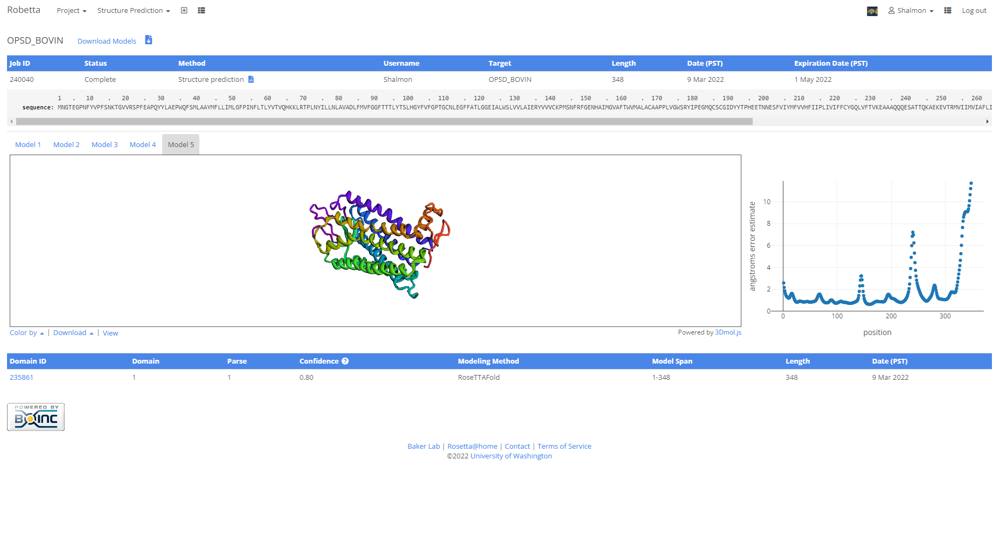 Robetta Project Structure Prediction Shalmon Log out
OPSD_BOVIN Download Models
Job ID Status Method Username Target Length Date (PST) Expiration Date (PST)
240040 Complete Structure prediction Shalmon OPSD_BOVIN 348 9 Mar 2022 1 May 2022
1 . 10 . 20 . 30 . 40 . 50 . 60 . 70 . 80 . 90 . 100 . 110 . 120 . 130 . 140 . 150 . 160 . 170 . 180 . 190 . 200 . 210 . 220 . 230 . 240 . 250 . 260
sequence: MNGTEGPNFYVPFSNKTGVVRSPFEAPQYYLAEPWQFSMLAAYMFLLIMLGFPINFLTLYVTVQHKKLRTPLNYILLNLAVADLFMVFGGFTTTLYTSLHGYFVFGPTGCNLEGFFATLGGEIALWSLVVLAIERYVVVCKPMSNFRFGENHAIMGVAFTWVMALACAAPPLVGWSRYIPEGMQCSCGIDYYTPHEETNNESFVIYMFVVHFIIPLIVIFFCYGQLVFTVKEAAAQQQESATTQKAEKEVTRMVIIMVIAFLI
Model 1 Model 2 Model 3 Model 4 Model 5
10
8
6
4
2
0
angstroms error estimate
0 100 200 300
position
Color by | Download | View
Powered by 3Dmol.js
Domain ID Domain Parse Confidence ? Modeling Method Model Span Length Date (PST)
235861 1 1 0.80 RoseTTAFold 1-348 348 9 Mar 2022
POWERED BY
BOINC
Baker Lab | Rosetta@home | Contact | Terms of Service
©2022 University of Washington